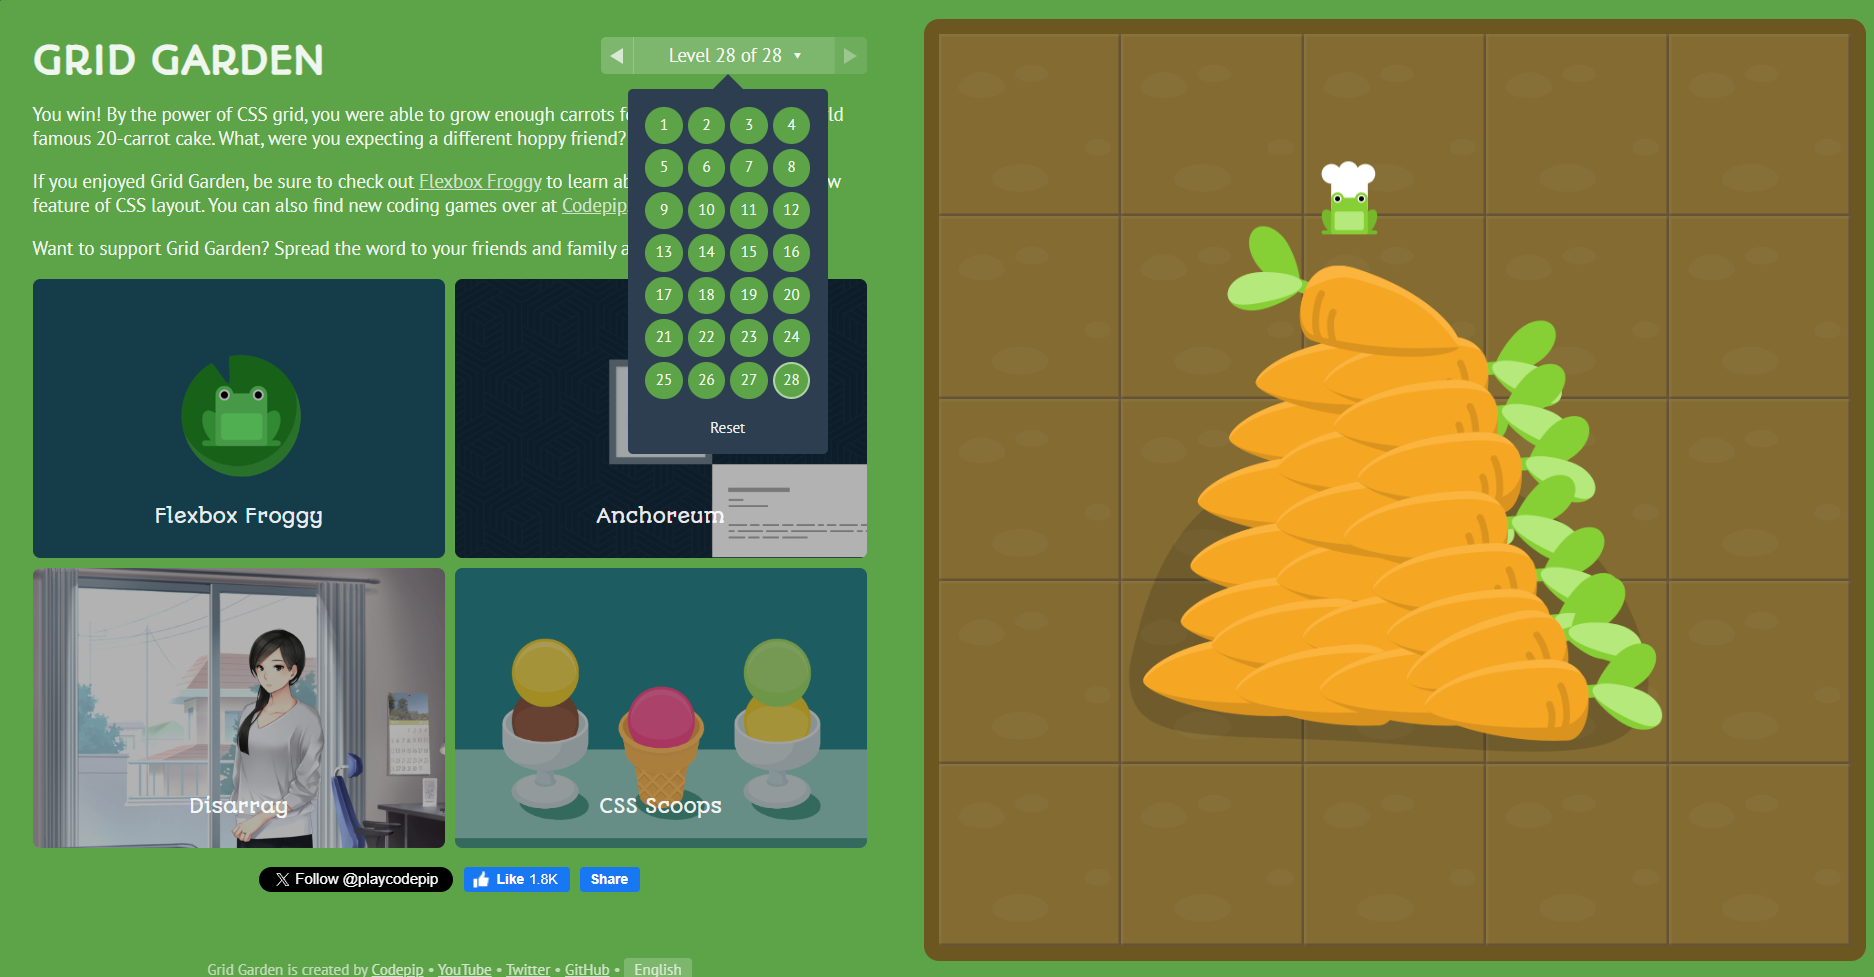 GRID GARDEN
Level 28 of 28
You win! By the power of CSS grid, you were able to grow enough carrots f ld
famous 20-carrot cake. What, were you expecting a different hoppy friend?
If you enjoyed Grid Garden, be sure to check out Flexbox Froggy to learn ab w
feature of CSS layout. You can also find new coding games over at Codepip
Want to support Grid Garden? Spread the word to your friends and family a
1 2 3 4
5 6 7 8
9 10 11 12
13 14 15 16
17 18 19 20
21 22 23 24
25 26 27 28
Reset
Flexbox Froggy
Anchoreum
Disarray
CSS Scoops
Follow @playcodepip
Like 1.8K
Share
Grid Garden is created by Codepip • YouTube • Twitter • GitHub • English